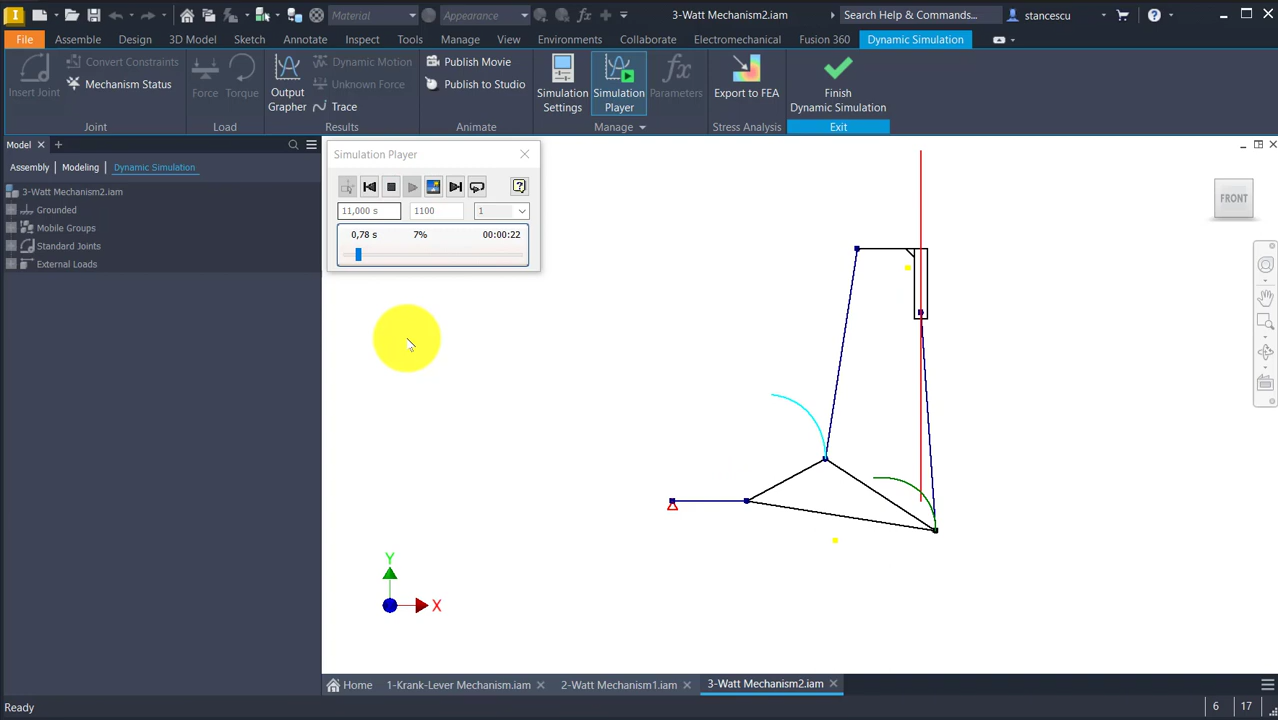 Material
Appearance
3-Watt Mechanism2.iam
Search Help & Commands...
stancescu
File Assemble Design 3D Model Sketch Annotate Inspect Tools Manage View Environments Collaborate Electromechanical Fusion 360 Dynamic Simulation
Insert Joint
Convert Constraints
Mechanism Status
Joint
Force
Torque
Load
Output Grapher
Dynamic Motion
Unknown Force
Trace
Results
Publish Movie
Publish to Studio
Animate
Simulation Settings
Simulation Player
Parameters
Manage
Export to FEA
Stress Analysis
Finish Dynamic Simulation
Exit
Model
Assembly Modeling Dynamic Simulation
3-Watt Mechanism2.iam
Grounded
Mobile Groups
Standard Joints
External Loads
Simulation Player
11,000 s 1100 1
0,78 s 7% 00:00:22
FRONT
Y
X
Home 1-Krank-Lever Mechanism.iam 2-Watt Mechanism1.iam 3-Watt Mechanism2.iam
Ready 6 17